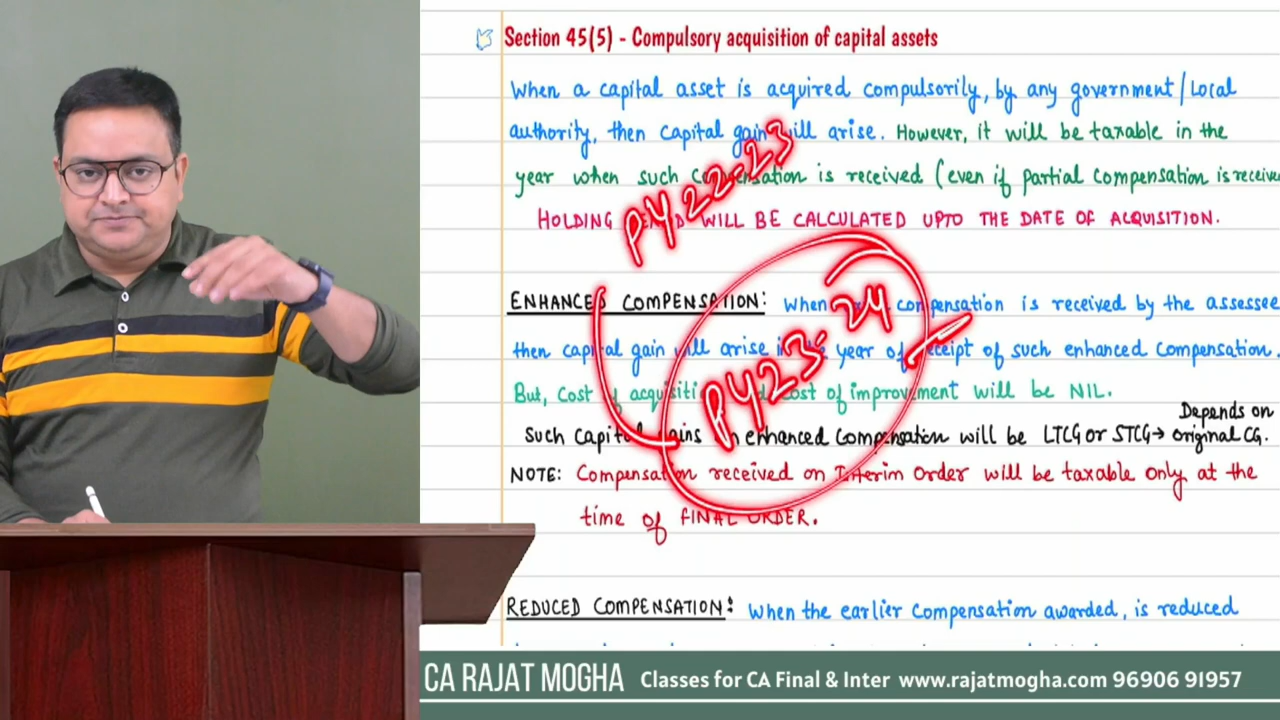 Section 45(5) - Compulsory acquisition of capital assets
When a capital asset is acquired compulsorily, by any government/Local
authority, then capital gain will arise. However, it will be taxable in the
year when such compensation is received (even if partial compensation is receive
HOLDING PERIOD WILL BE CALCULATED UPTO THE DATE OF ACQUISITION.
PY 22-23
ENHANCED COMPENSATION: When compensation is received by the assessee
then capital gain will arise in year of receipt of such enhanced compensation.
PY 23-24
But, Cost of acquisition cost of improvement will be NIL.
Such Capital gains on enhanced compensation will be LTCG or STCG→ Depends on
original CG.
NOTE: Compensation received on Interim Order will be taxable only at the
time of FINAL ORDER.
REDUCED COMPENSATION: When the earlier compensation awarded, is reduced
CA RAJAT MOGHA Classes for CA Final & Inter www.rajatmogha.com 96906 91957